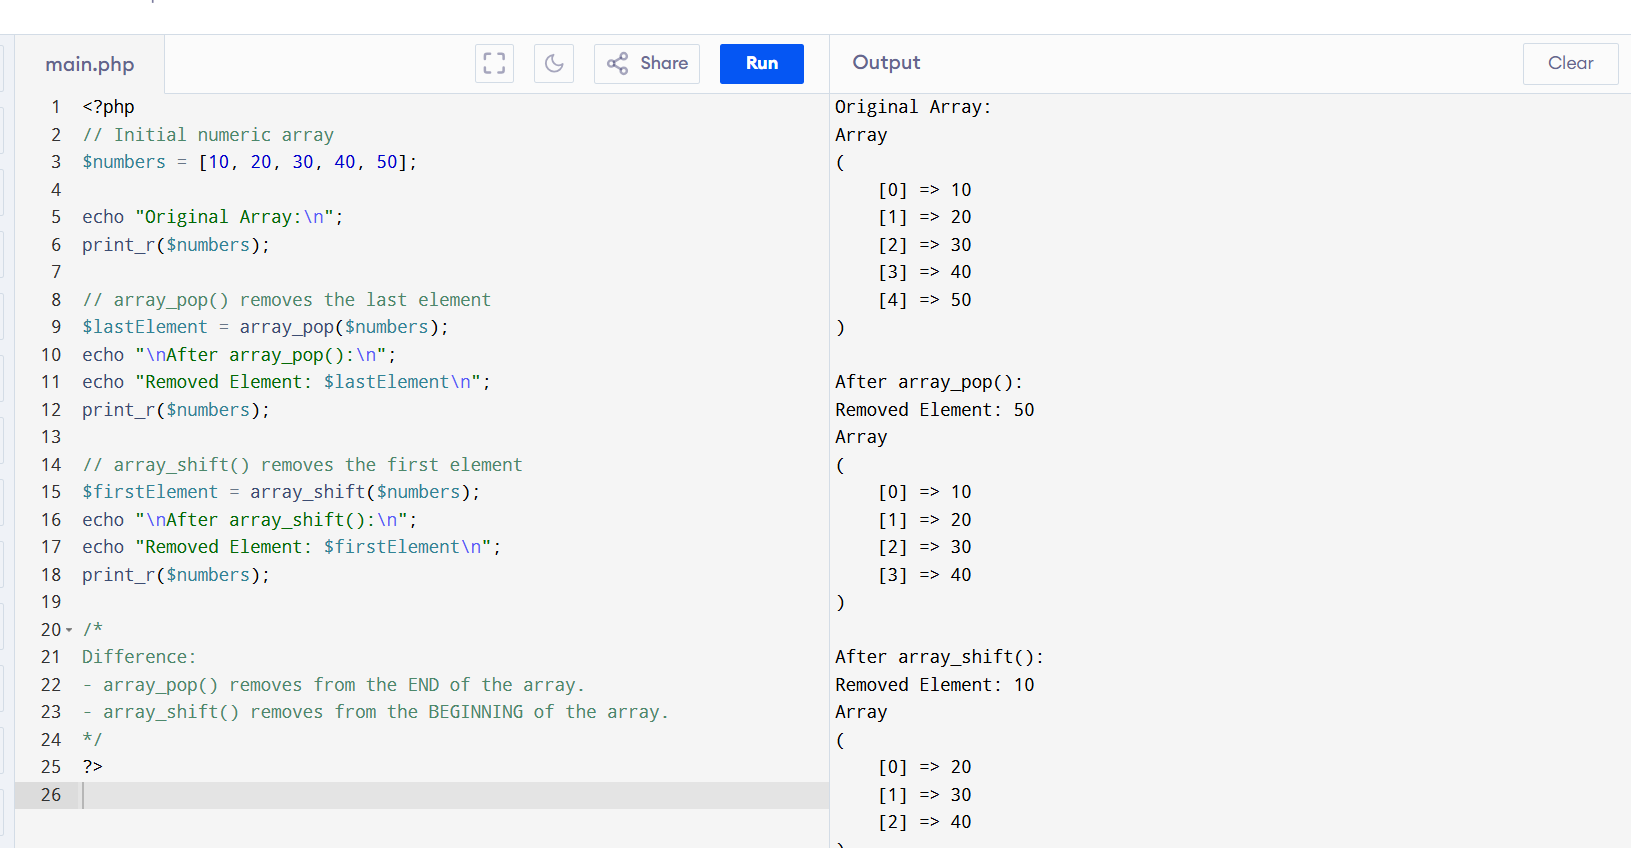 main.php
Share
Run
1 <?php
2 // Initial numeric array
3 $numbers = [10, 20, 30, 40, 50];
4
5 echo "Original Array:\n";
6 print_r($numbers);
7
8 // array_pop() removes the last element
9 $lastElement = array_pop($numbers);
10 echo "\nAfter array_pop():\n";
11 echo "Removed Element: $lastElement\n";
12 print_r($numbers);
13
14 // array_shift() removes the first element
15 $firstElement = array_shift($numbers);
16 echo "\nAfter array_shift():\n";
17 echo "Removed Element: $firstElement\n";
18 print_r($numbers);
19
20 /*
21 Difference:
22 - array_pop() removes from the END of the array.
23 - array_shift() removes from the BEGINNING of the array.
24 */
25 ?>
26
Output
Clear
Original Array:
Array
(
    [0] => 10
    [1] => 20
    [2] => 30
    [3] => 40
    [4] => 50
)

After array_pop():
Removed Element: 50
Array
(
    [0] => 10
    [1] => 20
    [2] => 30
    [3] => 40
)

After array_shift():
Removed Element: 10
Array
(
    [0] => 20
    [1] => 30
    [2] => 40
)